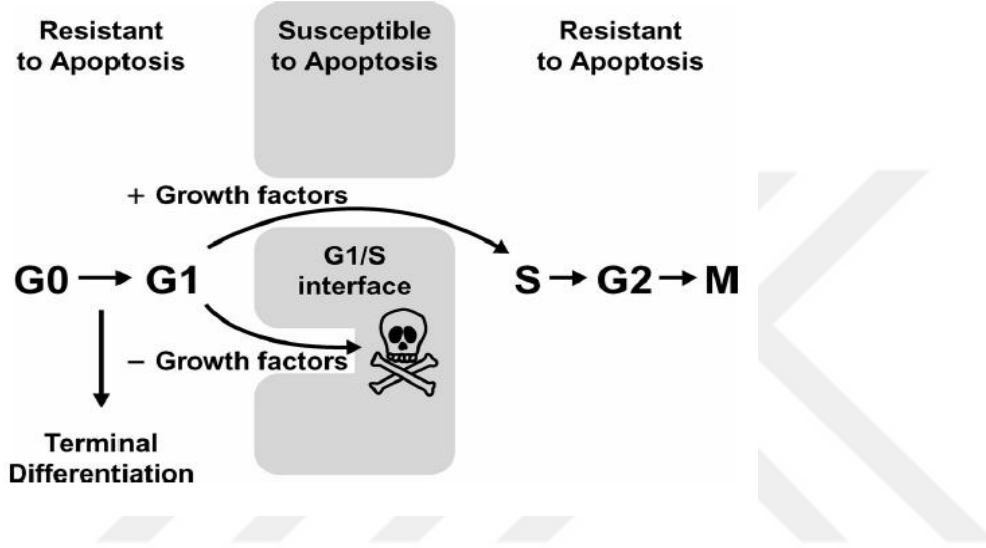 Resistant
to Apoptosis
Susceptible
to Apoptosis
Resistant
to Apoptosis
+ Growth factors
G1/S
interface
G0 → G1
S → G2 → M
− Growth factors
Terminal
Differentiation